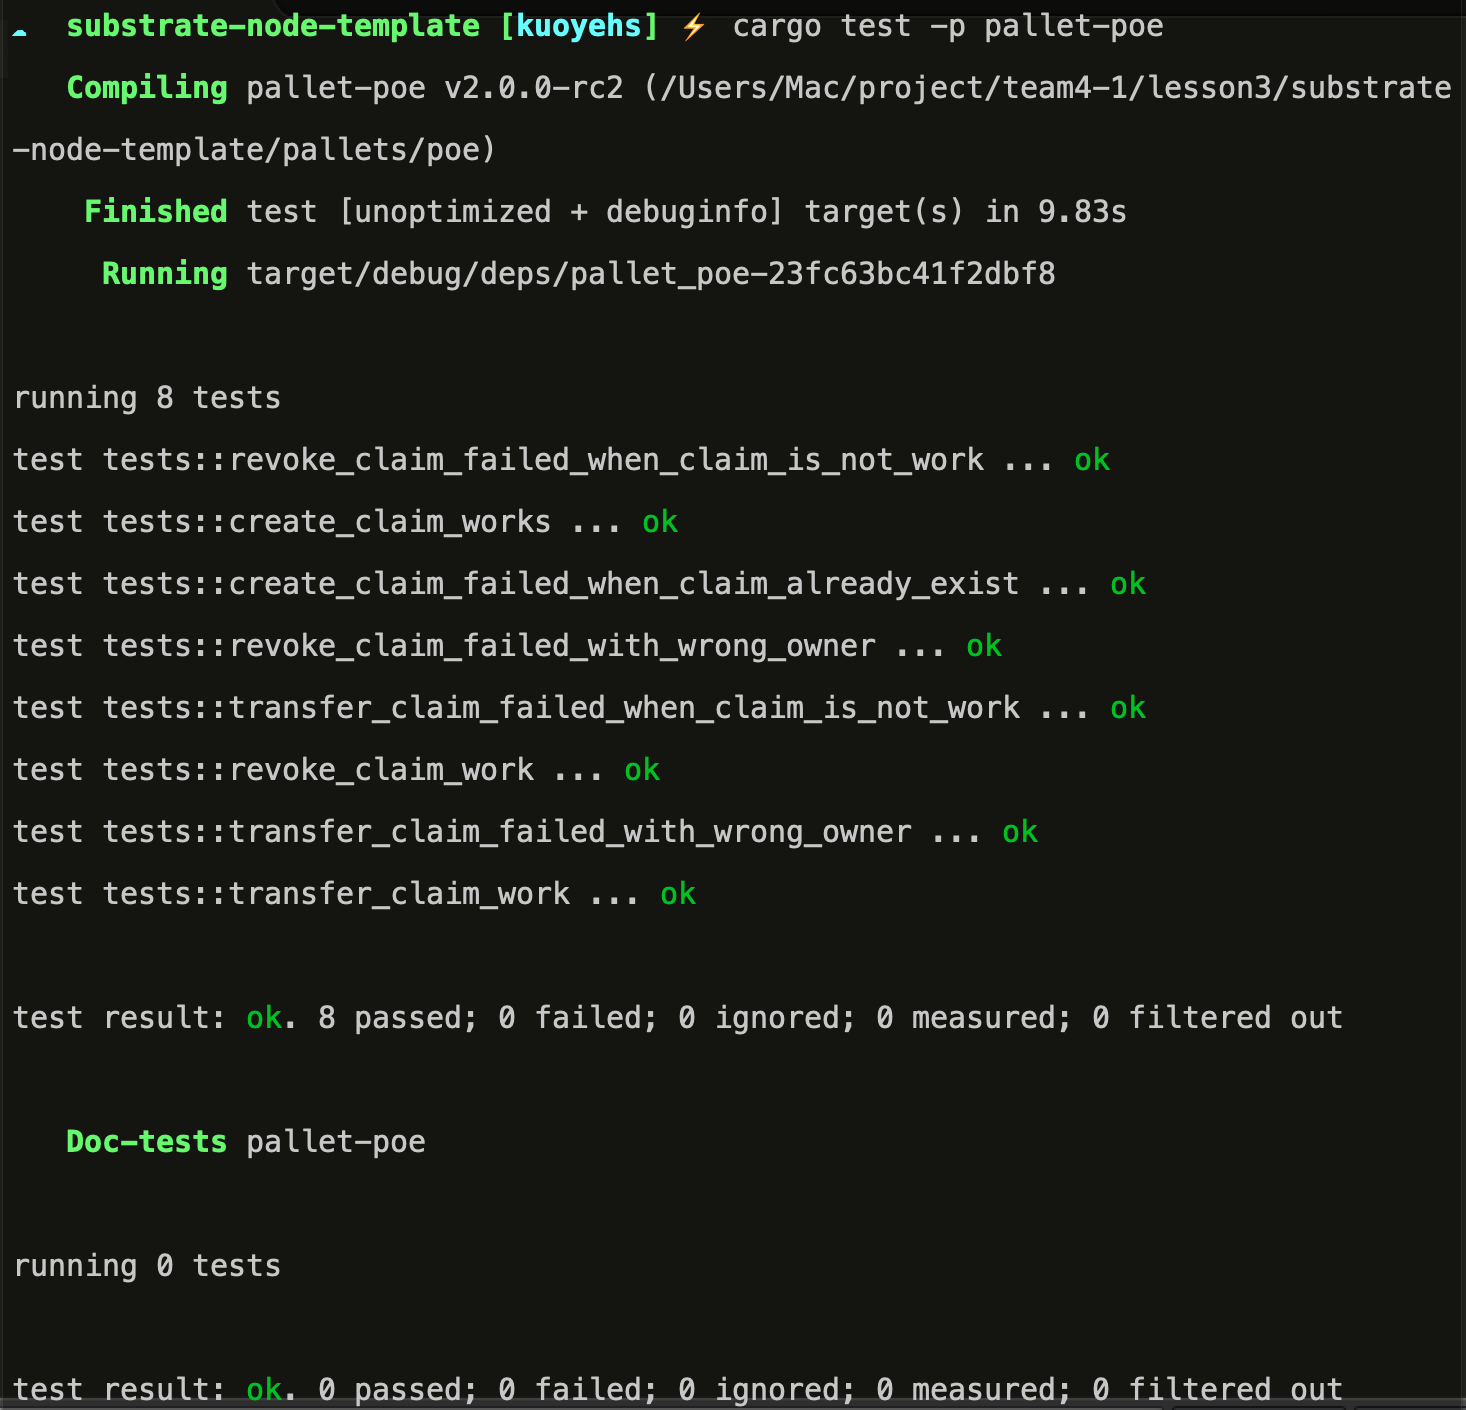 ☁ substrate-node-template [kuoyehs] ⚡ cargo test -p pallet-poe
Compiling pallet-poe v2.0.0-rc2 (/Users/Mac/project/team4-1/lesson3/substrate
-node-template/pallets/poe)
Finished test [unoptimized + debuginfo] target(s) in 9.83s
Running target/debug/deps/pallet_poe-23fc63bc41f2dbf8
running 8 tests
test tests::revoke_claim_failed_when_claim_is_not_work ... ok
test tests::create_claim_works ... ok
test tests::create_claim_failed_when_claim_already_exist ... ok
test tests::revoke_claim_failed_with_wrong_owner ... ok
test tests::transfer_claim_failed_when_claim_is_not_work ... ok
test tests::revoke_claim_work ... ok
test tests::transfer_claim_failed_with_wrong_owner ... ok
test tests::transfer_claim_work ... ok
test result: ok. 8 passed; 0 failed; 0 ignored; 0 measured; 0 filtered out
Doc-tests pallet-poe
running 0 tests
test result: ok. 0 passed; 0 failed; 0 ignored; 0 measured; 0 filtered out